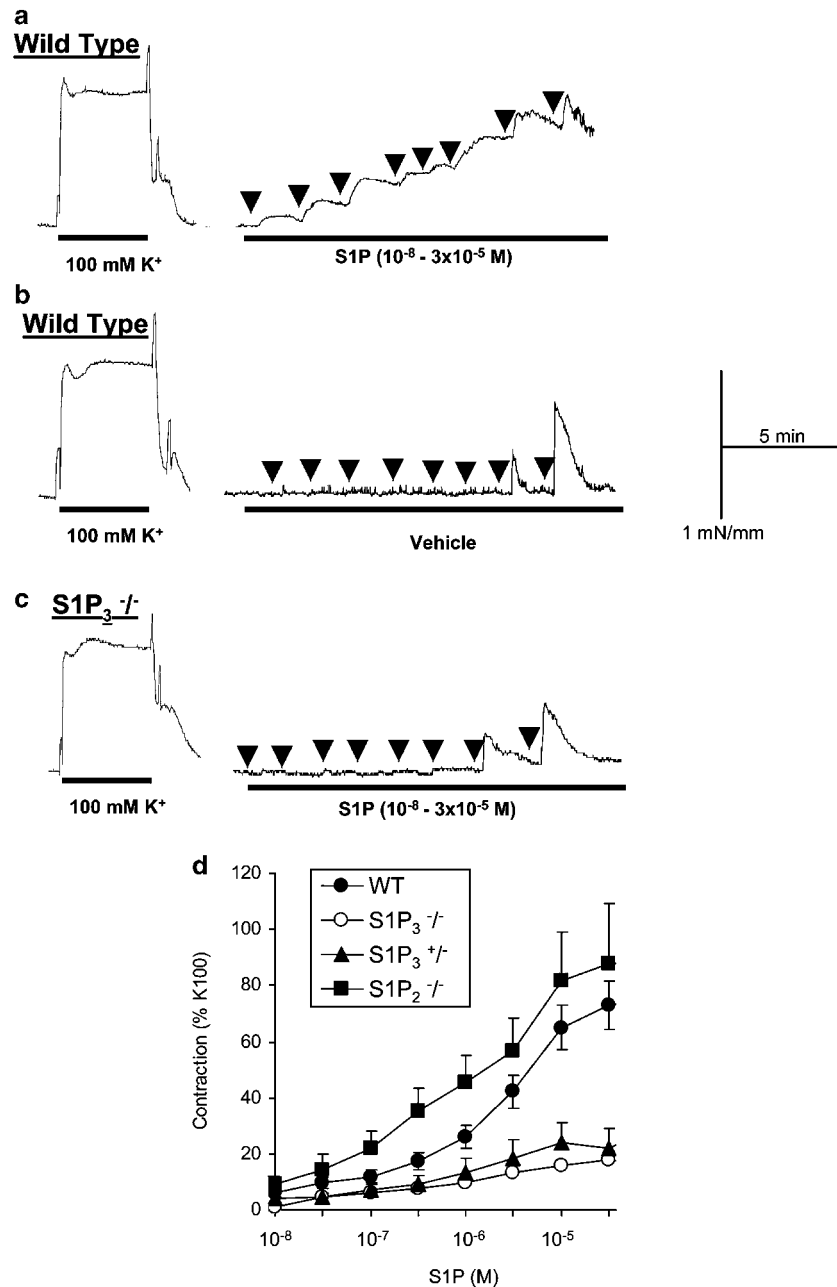 a
Wild Type
100 mM K⁺
S1P (10⁻⁸ - 3x10⁻⁵ M)
b
Wild Type
100 mM K⁺
Vehicle
5 min
1 mN/mm
c
S1P₃ ⁻/⁻
100 mM K⁺
S1P (10⁻⁸ - 3x10⁻⁵ M)
d
WT
S1P₃ ⁻/⁻
S1P₃ ⁺/⁻
S1P₂ ⁻/⁻
Contraction (% K100)
120
100
80
60
40
20
0
10⁻⁸
10⁻⁷
10⁻⁶
10⁻⁵
S1P (M)